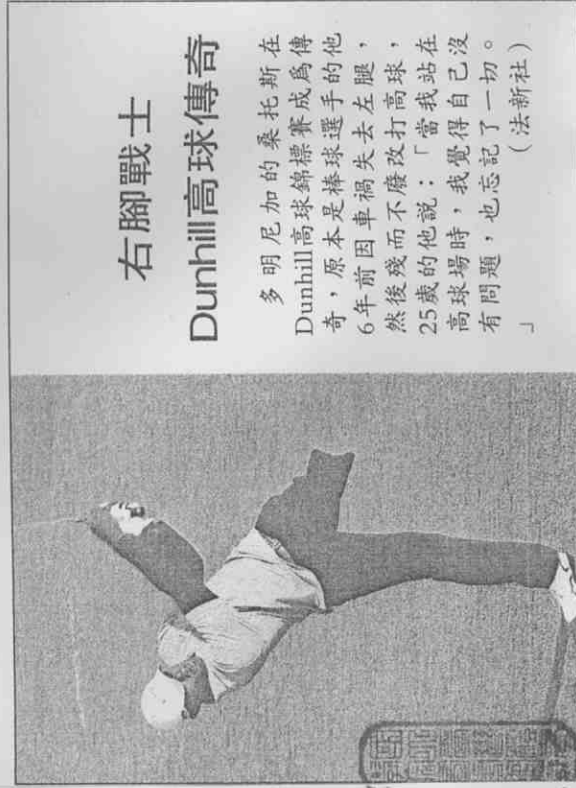 右腳戰士
Dunhill高球傳奇
多明尼加的桑托斯在
Dunhill高球錦標賽成爲傳
奇，原本是棒球選手的他
6年前因車禍失去左腿，
然後殘而不廢改打高球，
25歲的他說：「當我站在
高球場時，我覺得自己沒
有問題，也忘記了一切。
」　　　　（法新社）